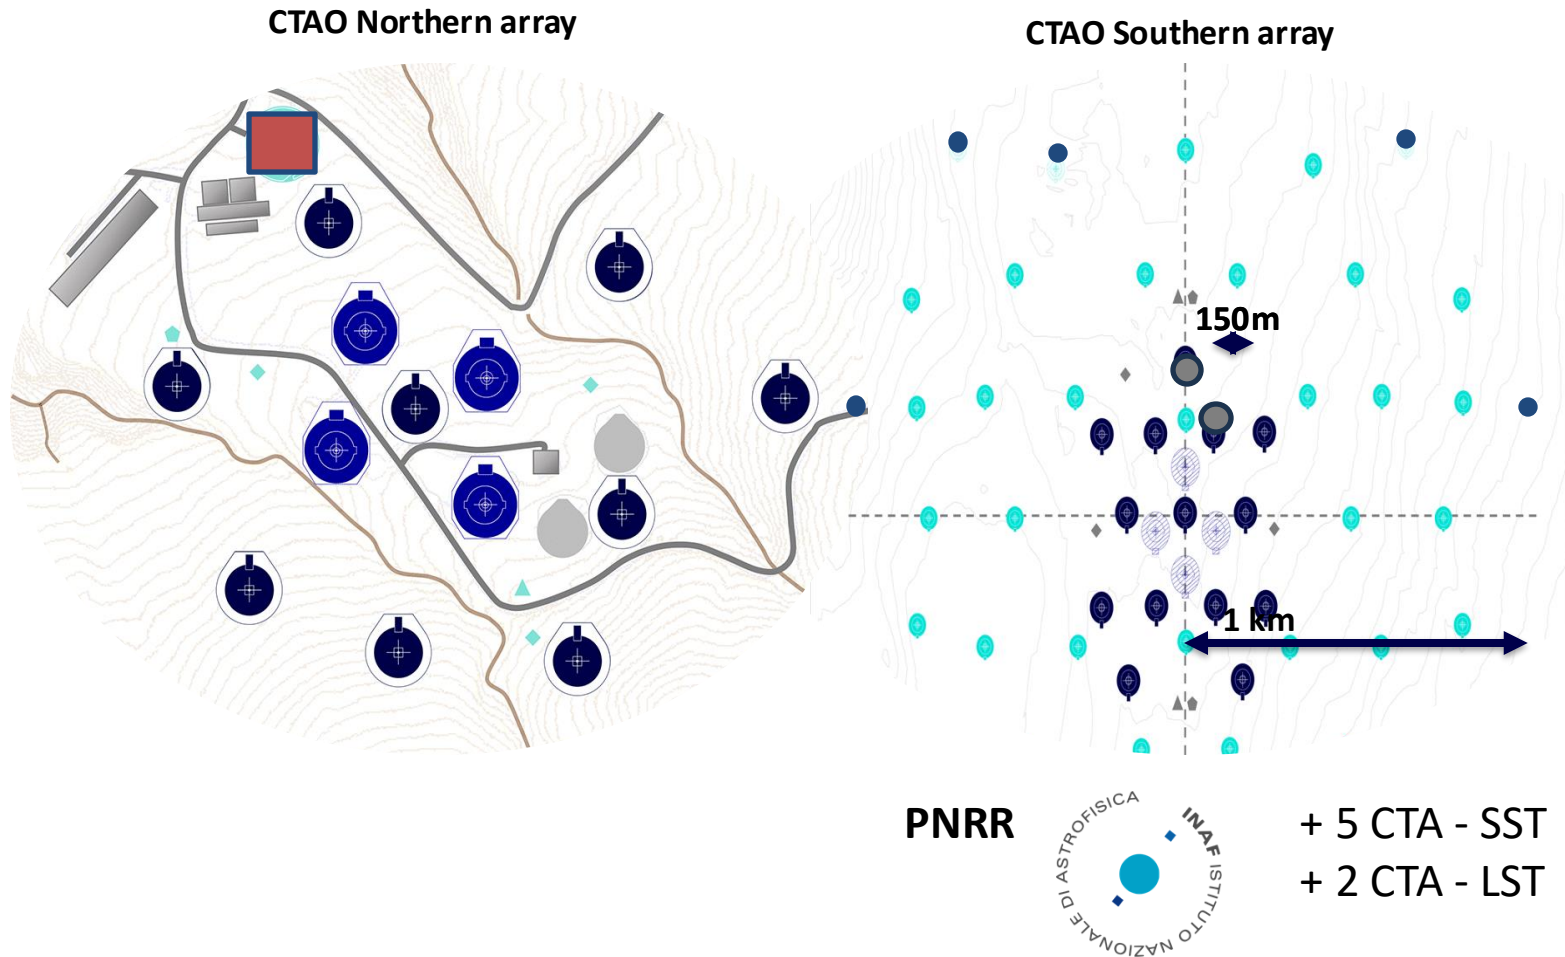 CTAO Northern array
CTAO Southern array
150m
1 km
PNRR
INAF ISTITUTO NAZIONALE DI ASTROFISICA
+ 5 CTA - SST
+ 2 CTA - LST